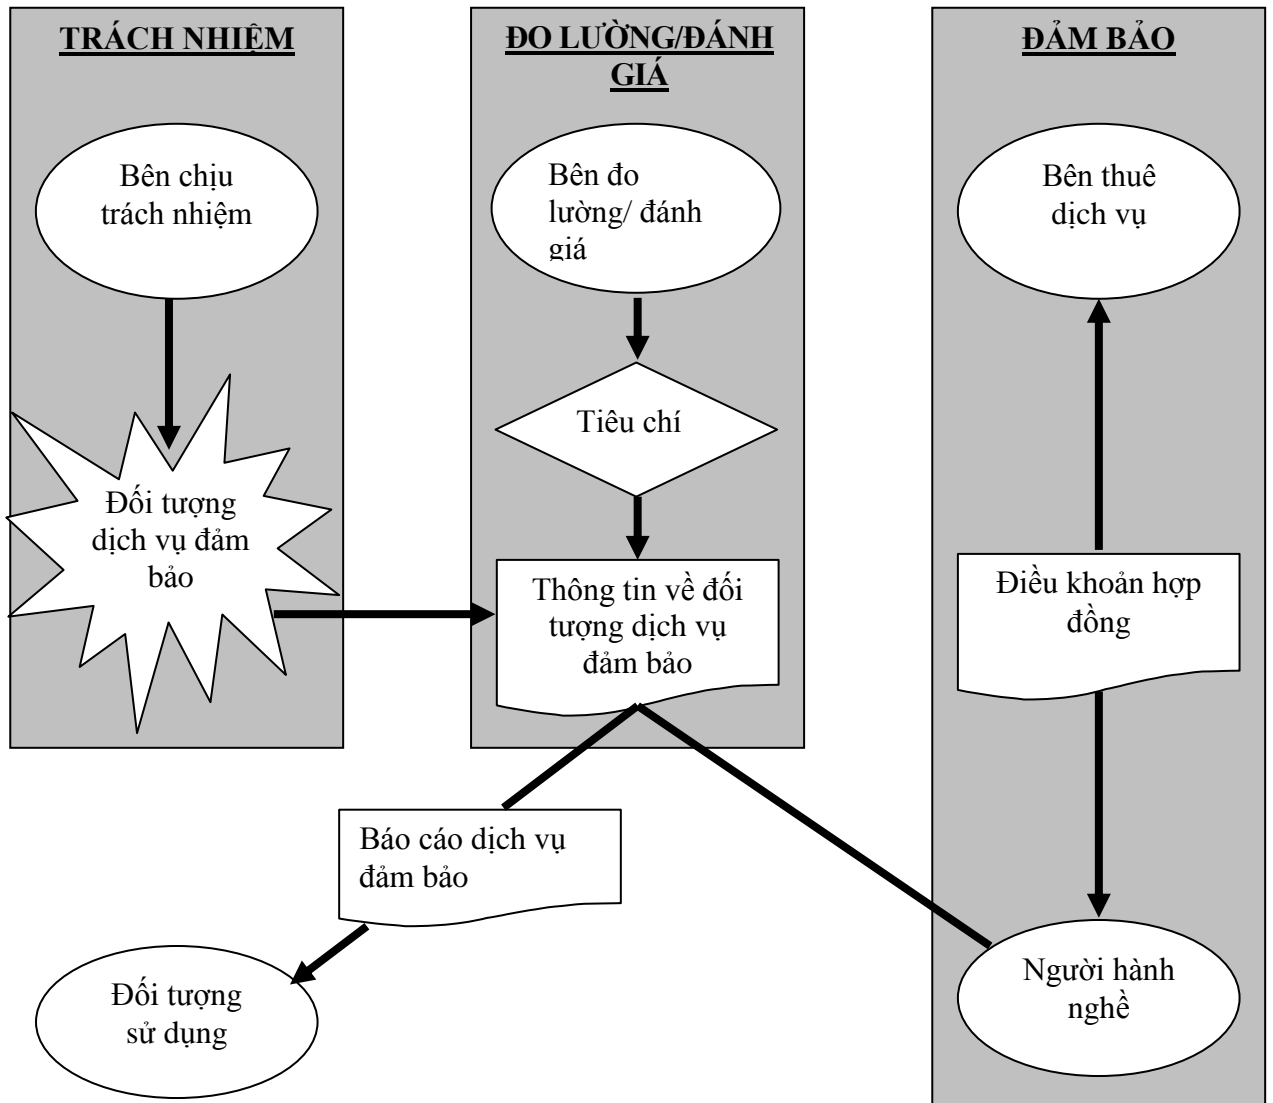 TRÁCH NHIỆM
Bên chịu
trách nhiệm
Đối tượng
dịch vụ đảm
bảo
ĐO LƯỜNG/ĐÁNH
GIÁ
Bên đo
lường/ đánh
giá
Tiêu chí
Thông tin về đối
tượng dịch vụ
đảm bảo
ĐẢM BẢO
Bên thuê
dịch vụ
Điều khoản hợp
đồng
Người hành
nghề
Báo cáo dịch vụ
đảm bảo
Đối tượng
sử dụng